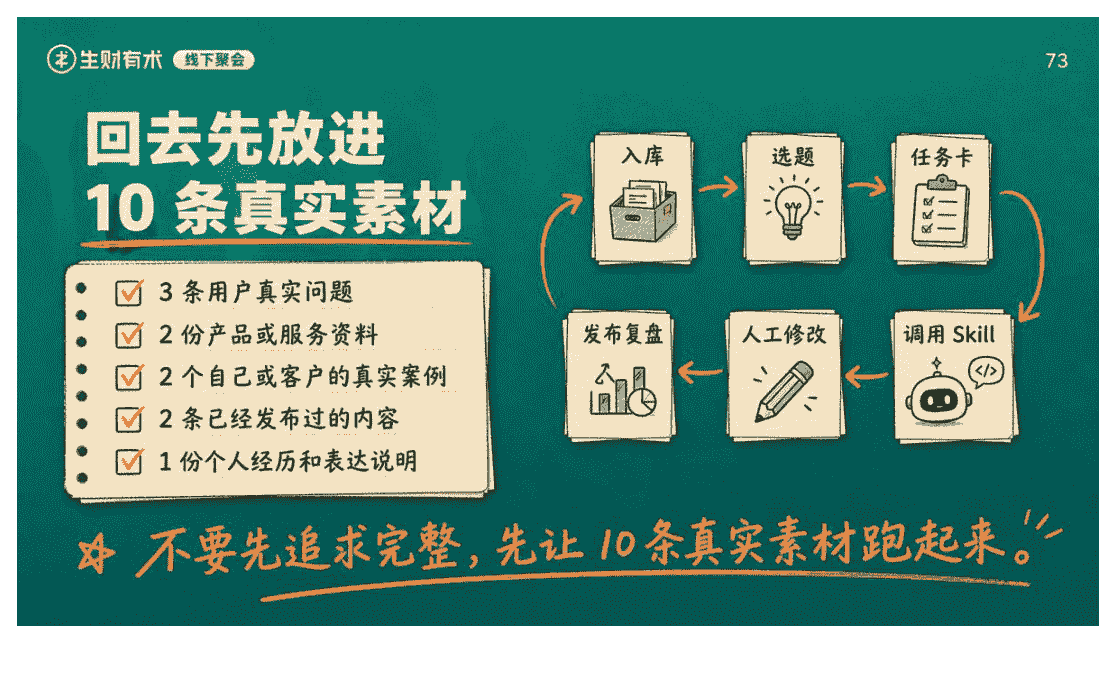 生财有术 线下聚会
73
回去先放进
10 条真实素材
3 条用户真实问题
2 份产品或服务资料
2 个自己或客户的真实案例
2 条已经发布过的内容
1 份个人经历和表达说明
入库
选题
任务卡
调用 Skill
</>
人工修改
发布复盘
不要先追求完整，先让 10 条真实素材跑起来。